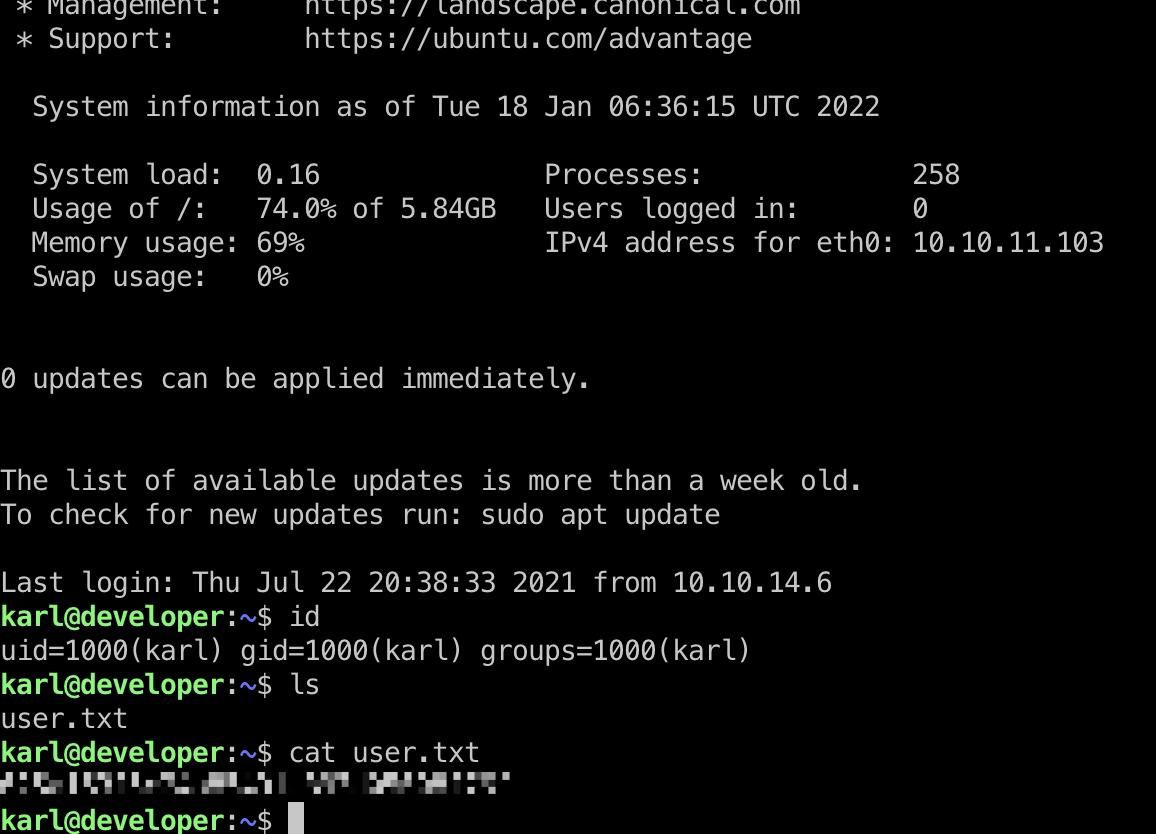 * Management: https://landscape.canonical.com
* Support: https://ubuntu.com/advantage
System information as of Tue 18 Jan 06:36:15 UTC 2022
System load: 0.16 Processes: 258
Usage of /: 74.0% of 5.84GB Users logged in: 0
Memory usage: 69% IPv4 address for eth0: 10.10.11.103
Swap usage: 0%
0 updates can be applied immediately.
The list of available updates is more than a week old.
To check for new updates run: sudo apt update
Last login: Thu Jul 22 20:38:33 2021 from 10.10.14.6
karl@developer:~$ id
uid=1000(karl) gid=1000(karl) groups=1000(karl)
karl@developer:~$ ls
user.txt
karl@developer:~$ cat user.txt
karl@developer:~$